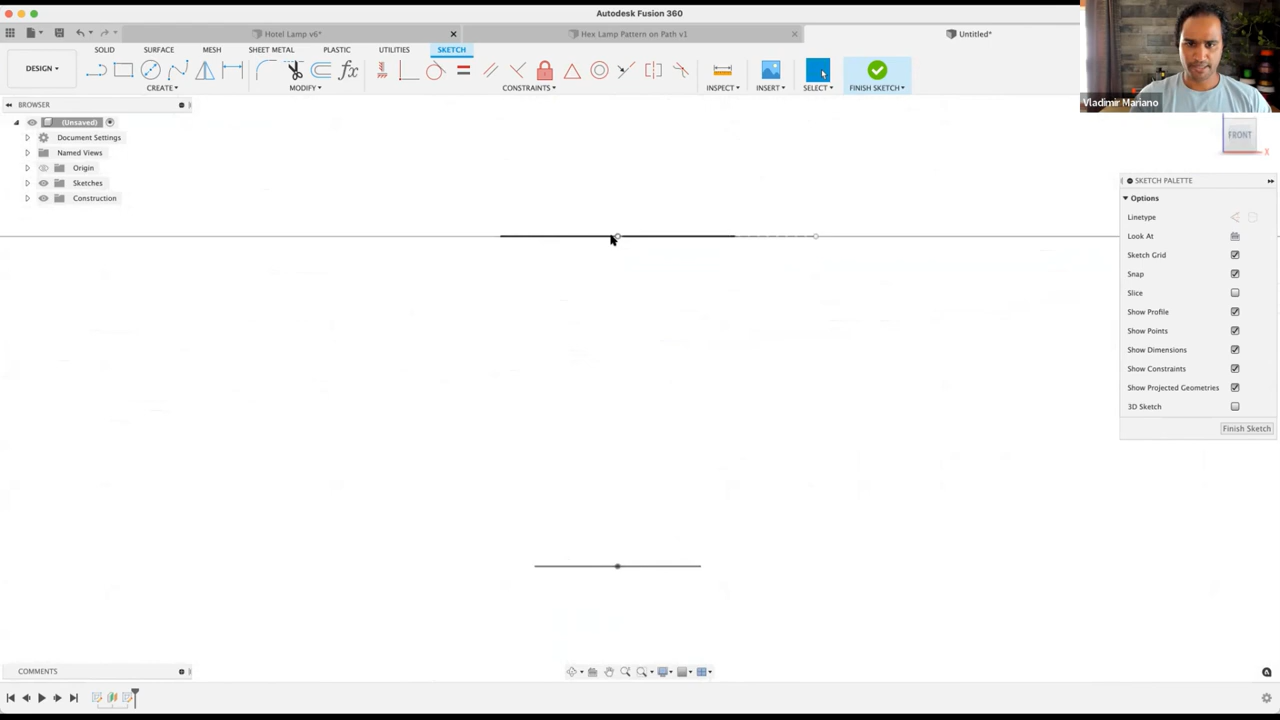 Autodesk Fusion 360
Hotel Lamp v6*
Hex Lamp Pattern on Path v1
Untitled*
DESIGN
SOLID SURFACE MESH SHEET METAL PLASTIC UTILITIES SKETCH
CREATE MODIFY CONSTRAINTS INSPECT INSERT SELECT FINISH SKETCH
Vladimir Mariano
BROWSER
(Unsaved)
Document Settings
Named Views
Origin
Sketches
Construction
FRONT
X
SKETCH PALETTE
Options
Linetype
Look At
Sketch Grid
Snap
Slice
Show Profile
Show Points
Show Dimensions
Show Constraints
Show Projected Geometries
3D Sketch
Finish Sketch
COMMENTS